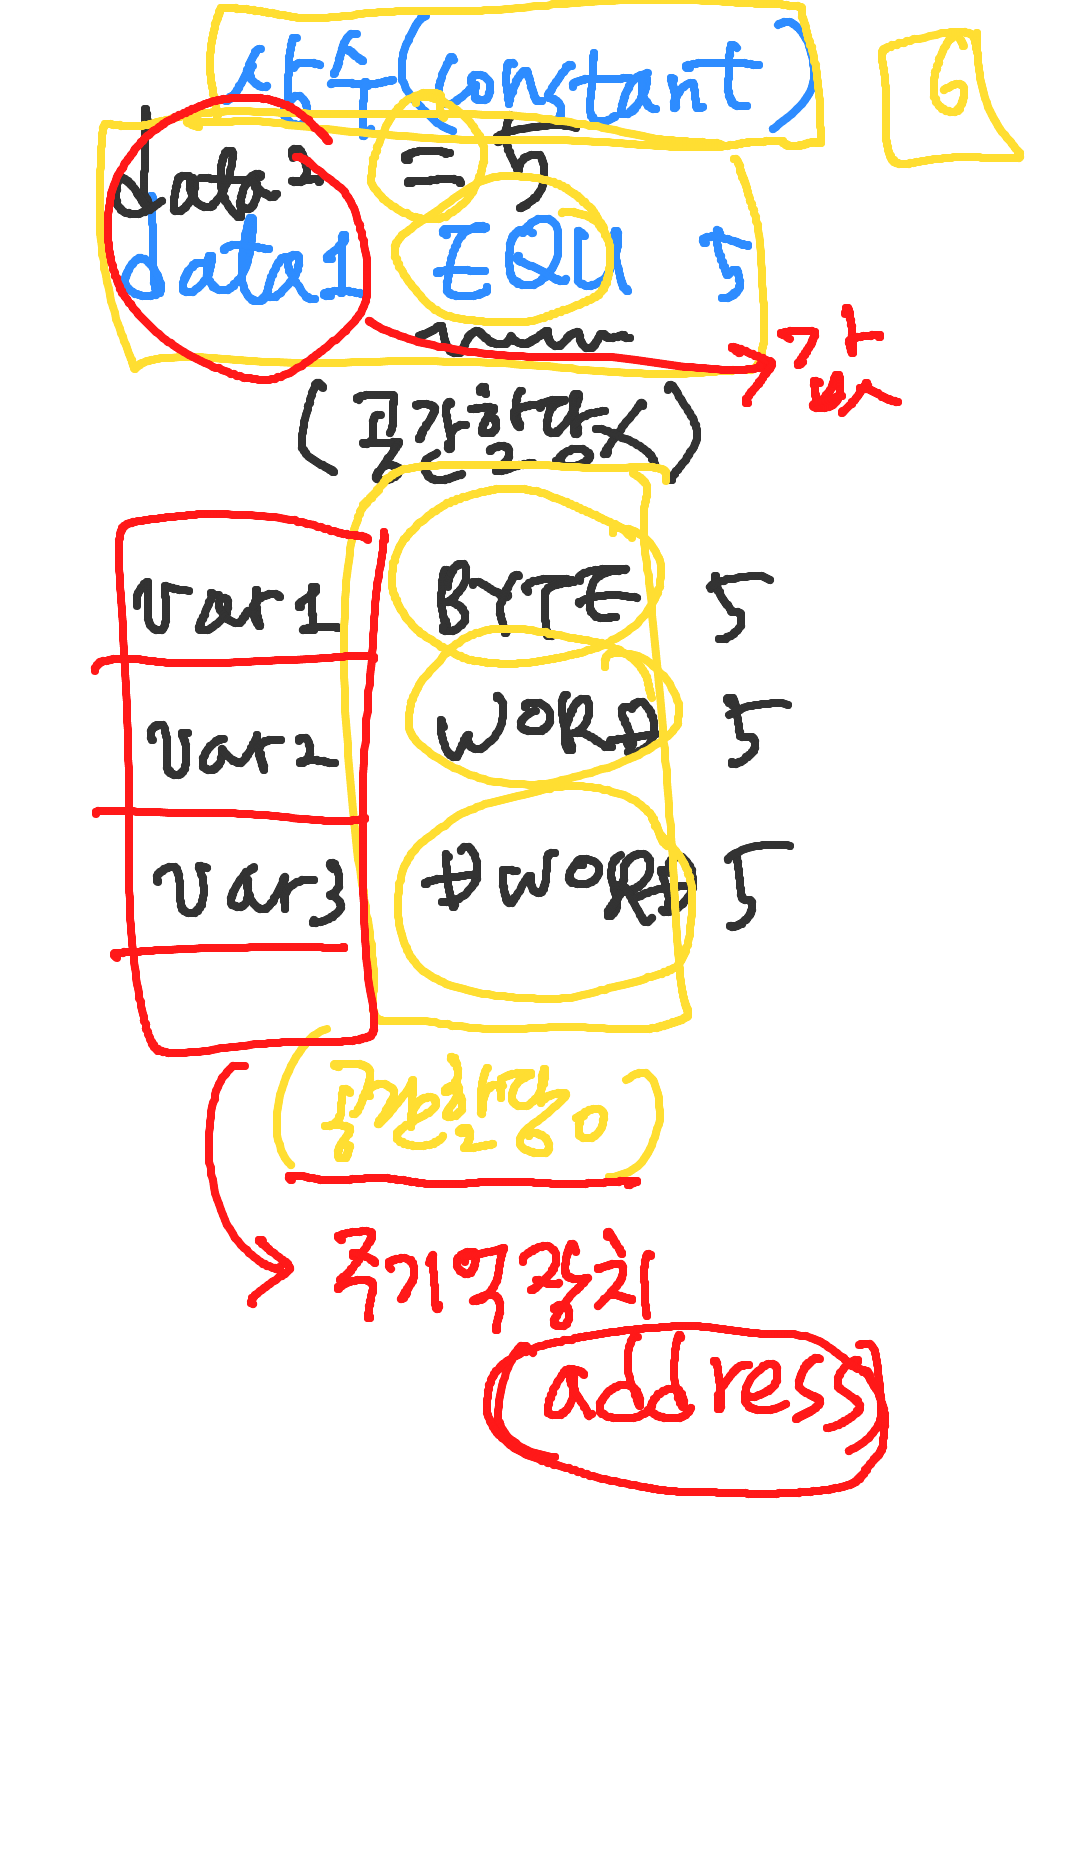 상수(constant)
6
data1 = 5
data1 EQU 5
값
(공간할당X)
var1 BYTE 5
var2 WORD 5
var3 DWORD 5
(공간할당O)
주기억장치
address